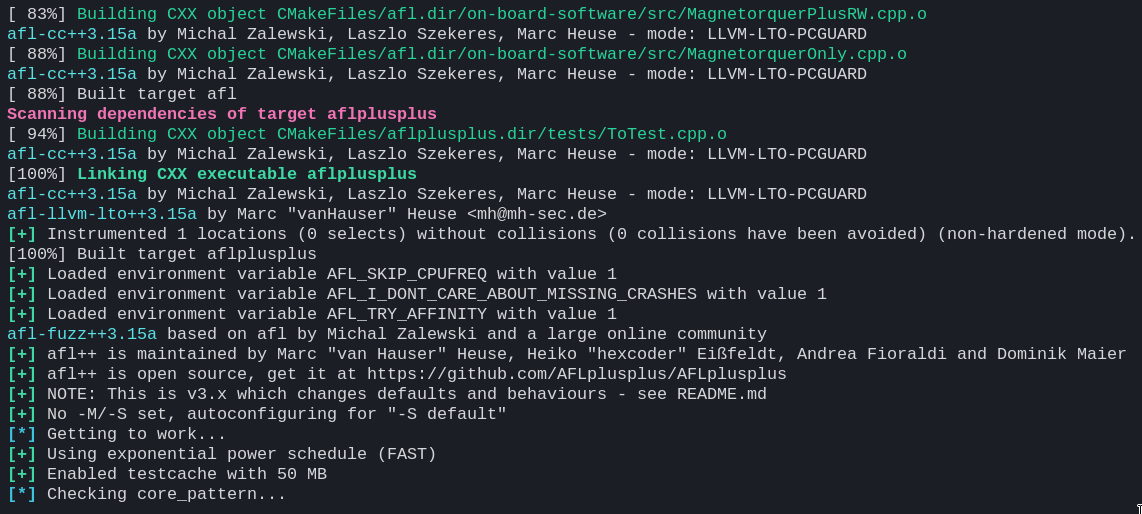 [ 83%] Building CXX object CMakeFiles/afl.dir/on-board-software/src/MagnetorquerPlusRW.cpp.o
afl-cc++3.15a by Michal Zalewski, Laszlo Szekeres, Marc Heuse - mode: LLVM-LTO-PCGUARD
[ 88%] Building CXX object CMakeFiles/afl.dir/on-board-software/src/MagnetorquerOnly.cpp.o
afl-cc++3.15a by Michal Zalewski, Laszlo Szekeres, Marc Heuse - mode: LLVM-LTO-PCGUARD
[ 88%] Built target afl
Scanning dependencies of target aflplusplus
[ 94%] Building CXX object CMakeFiles/aflplusplus.dir/tests/ToTest.cpp.o
afl-cc++3.15a by Michal Zalewski, Laszlo Szekeres, Marc Heuse - mode: LLVM-LTO-PCGUARD
[100%] Linking CXX executable aflplusplus
afl-cc++3.15a by Michal Zalewski, Laszlo Szekeres, Marc Heuse - mode: LLVM-LTO-PCGUARD
afl-llvm-lto++3.15a by Marc "vanHauser" Heuse <mh@mh-sec.de>
[+] Instrumented 1 locations (0 selects) without collisions (0 collisions have been avoided) (non-hardened mode).
[100%] Built target aflplusplus
[+] Loaded environment variable AFL_SKIP_CPUFREQ with value 1
[+] Loaded environment variable AFL_I_DONT_CARE_ABOUT_MISSING_CRASHES with value 1
[+] Loaded environment variable AFL_TRY_AFFINITY with value 1
afl-fuzz++3.15a based on afl by Michal Zalewski and a large online community
[+] afl++ is maintained by Marc "van Hauser" Heuse, Heiko "hexcoder" Eißfeldt, Andrea Fioraldi and Dominik Maier
[+] afl++ is open source, get it at https://github.com/AFLplusplus/AFLplusplus
[+] NOTE: This is v3.x which changes defaults and behaviours - see README.md
[+] No -M/-S set, autoconfiguring for "-S default"
[*] Getting to work...
[+] Using exponential power schedule (FAST)
[+] Enabled testcache with 50 MB
[*] Checking core_pattern...